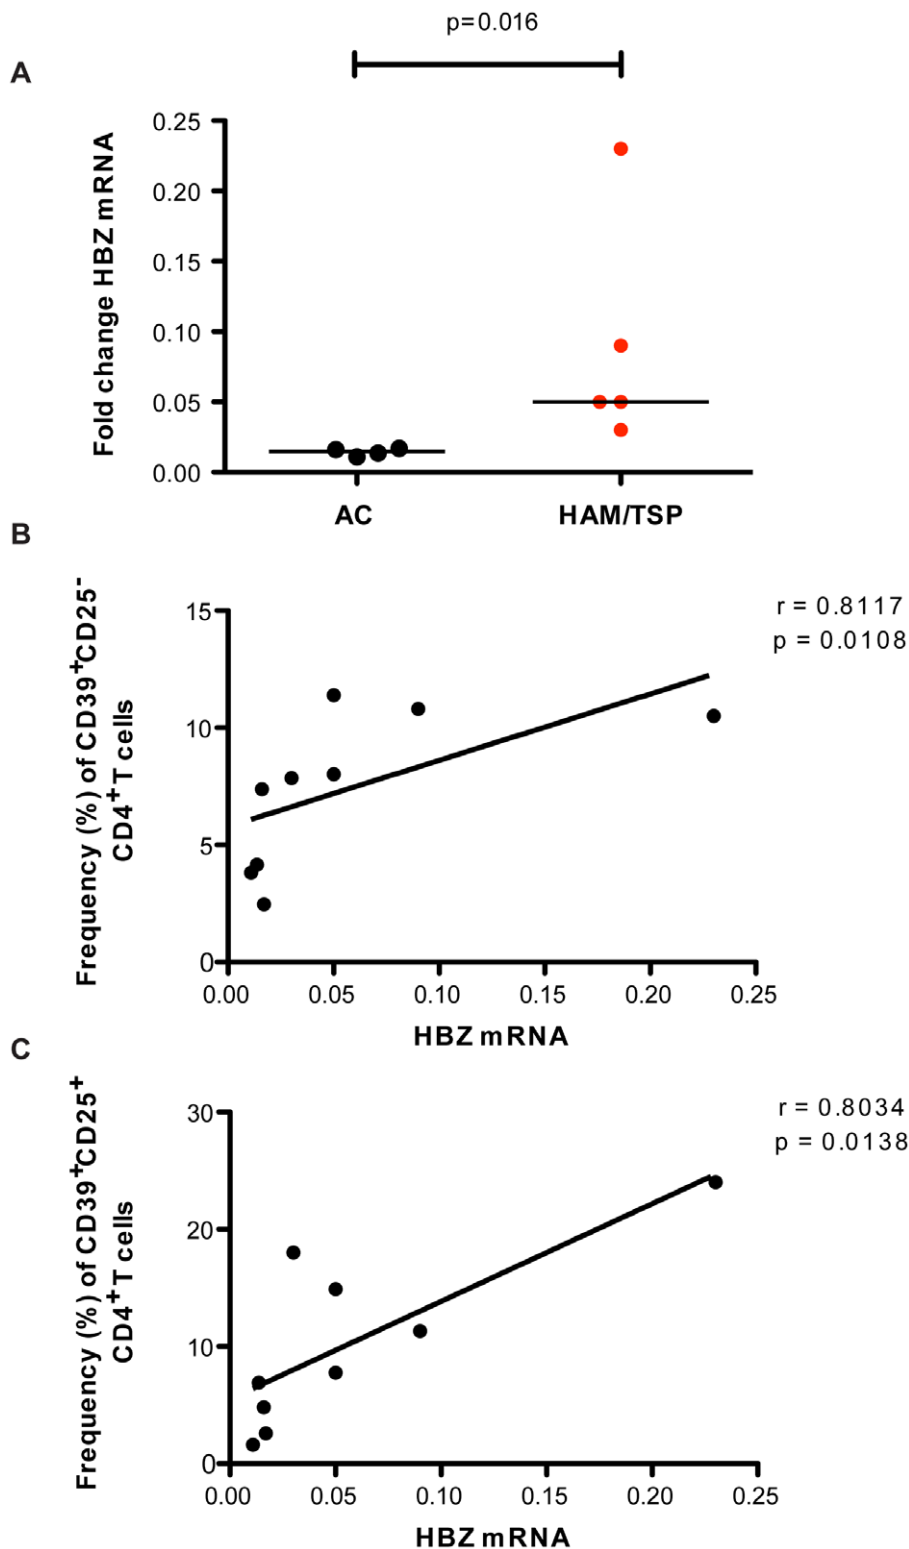 p=0.016
A
Fold change HBZ mRNA
0.25
0.20
0.15
0.10
0.05
0.00
AC HAM/TSP
B
Frequency (%) of CD39⁺CD25⁻
CD4⁺T cells
r = 0.8117
p = 0.0108
15
10
5
0
0.00 0.05 0.10 0.15 0.20 0.25
HBZ mRNA
C
Frequency (%) of CD39⁺CD25⁺
CD4⁺T cells
r = 0.8034
p = 0.0138
30
20
10
0
0.00 0.05 0.10 0.15 0.20 0.25
HBZ mRNA